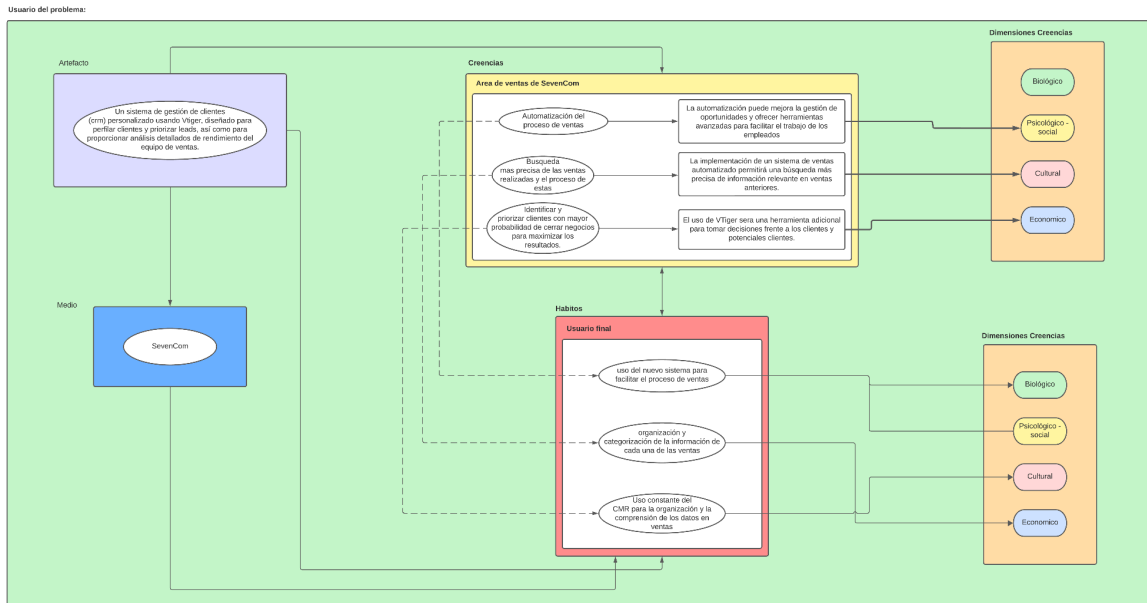 Usuario del problema:
Artefacto
Un sistema de gestión de clientes
(crm) personalizado usando Vtiger, diseñado para
perfilar clientes y priorizar leads, así como para
proporcionar análisis detallados de rendimiento del
equipo de ventas.
Medio
SevenCom
Creencias
Area de ventas de SevenCom
Automatización del
proceso de ventas
La automatización puede mejora la gestión de
oportunidades y ofrecer herramientas
avanzadas para facilitar el trabajo de los
empleados
Busqueda
mas precisa de las ventas
realizadas y el proceso de
estas
La implementación de un sistema de ventas
automatizado permitirá una búsqueda más
precisa de información relevante en ventas
anteriores.
Identificar y
priorizar clientes con mayor
probabilidad de cerrar negocios
para maximizar los
resultados.
El uso de VTiger sera una herramienta adicional
para tomar decisiones frente a los clientes y
potenciales clientes.
Dimensiones Creencias
Biológico
Psicológico -
social
Cultural
Economico
Habitos
Usuario final
uso del nuevo sistema para
facilitar el proceso de ventas
organización y
categorización de la información de
cada una de las ventas
Uso constante del
CMR para la organización y la
comprensión de los datos en
ventas
Dimensiones Creencias
Biológico
Psicológico -
social
Cultural
Economico